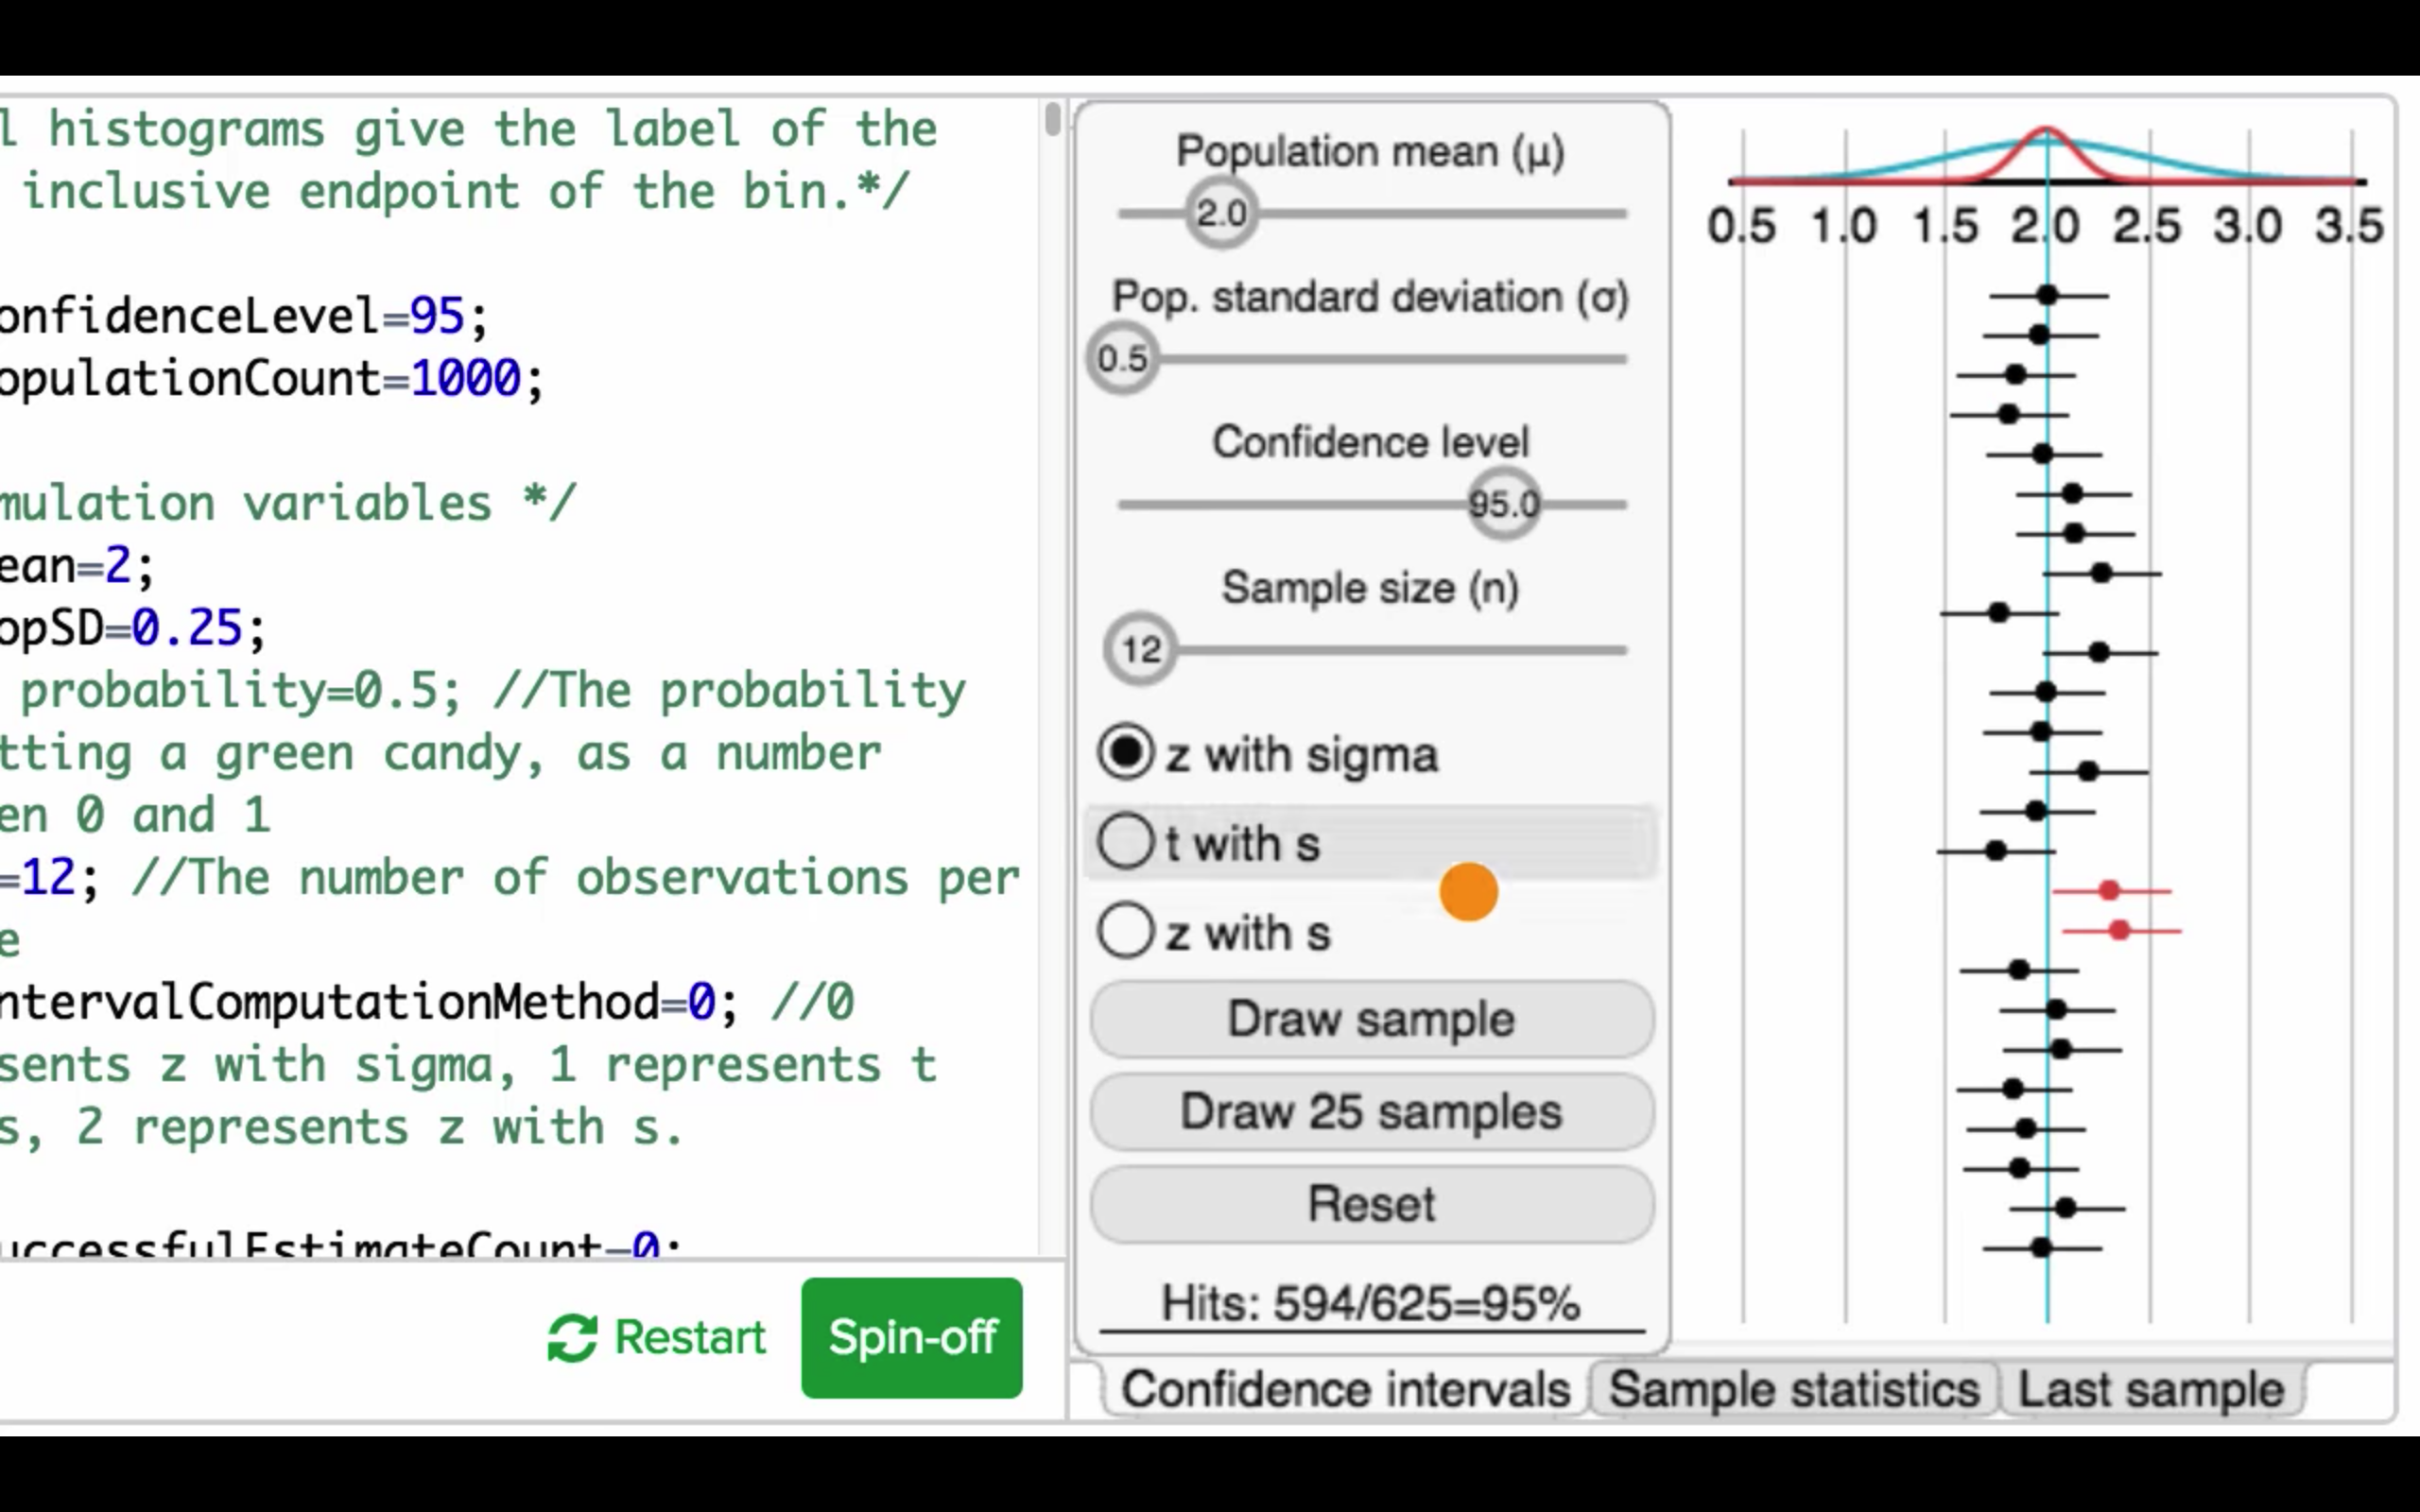 l histograms give the label of the
inclusive endpoint of the bin.*/
onfidenceLevel=95;
opulationCount=1000;
mulation variables */
ean=2;
opSD=0.25;
probability=0.5; //The probability
tting a green candy, as a number
en 0 and 1
=12; //The number of observations per
e
ntervalComputationMethod=0; //0
sents z with sigma, 1 represents t
s, 2 represents z with s.
uccessfulEstimateCount=0;
Restart
Spin-off
Population mean (μ)
2.0
Pop. standard deviation (σ)
0.5
Confidence level
95.0
Sample size (n)
12
z with sigma
t with s
z with s
Draw sample
Draw 25 samples
Reset
Hits: 594/625=95%
0.5 1.0 1.5 2.0 2.5 3.0 3.5
Confidence intervals Sample statistics Last sample